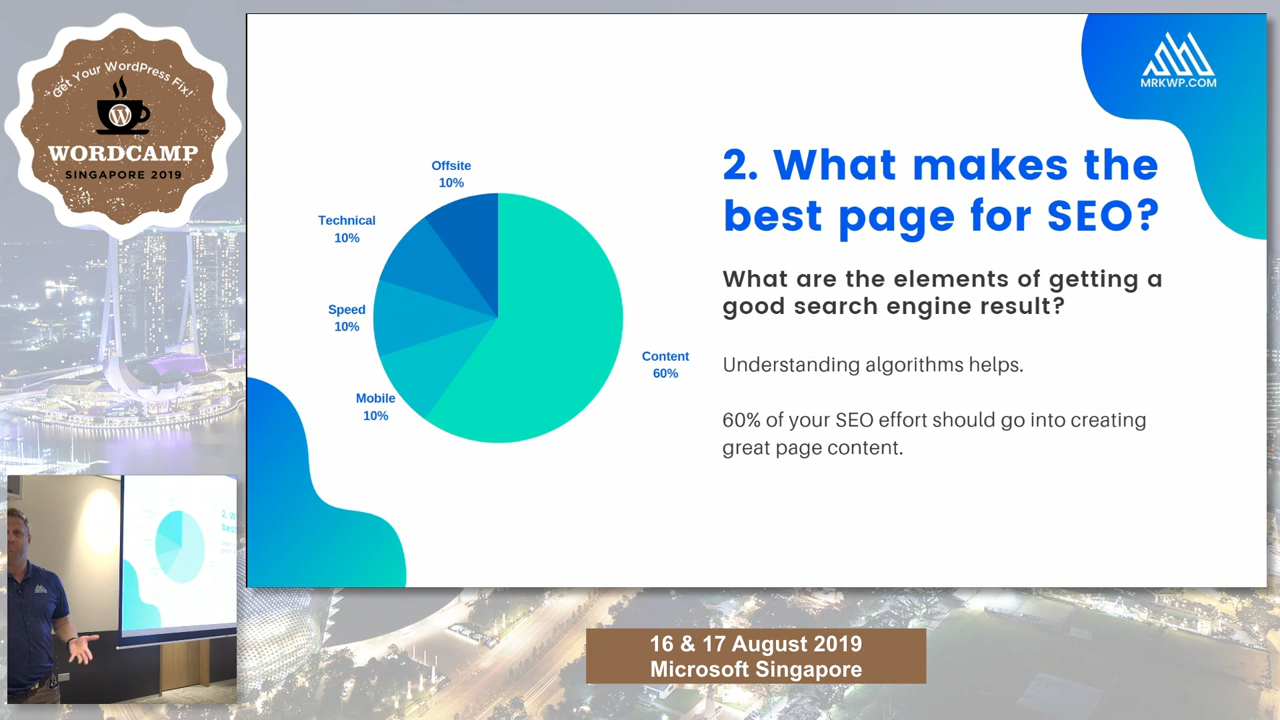 Get Your WordPress Fix!
WORDCAMP
SINGAPORE 2019
MRKWP.COM
2. What makes the
best page for SEO?
What are the elements of getting a
good search engine result?
Understanding algorithms helps.
60% of your SEO effort should go into creating
great page content.
Offsite
10%
Technical
10%
Speed
10%
Mobile
10%
Content
60%
16 & 17 August 2019
Microsoft Singapore